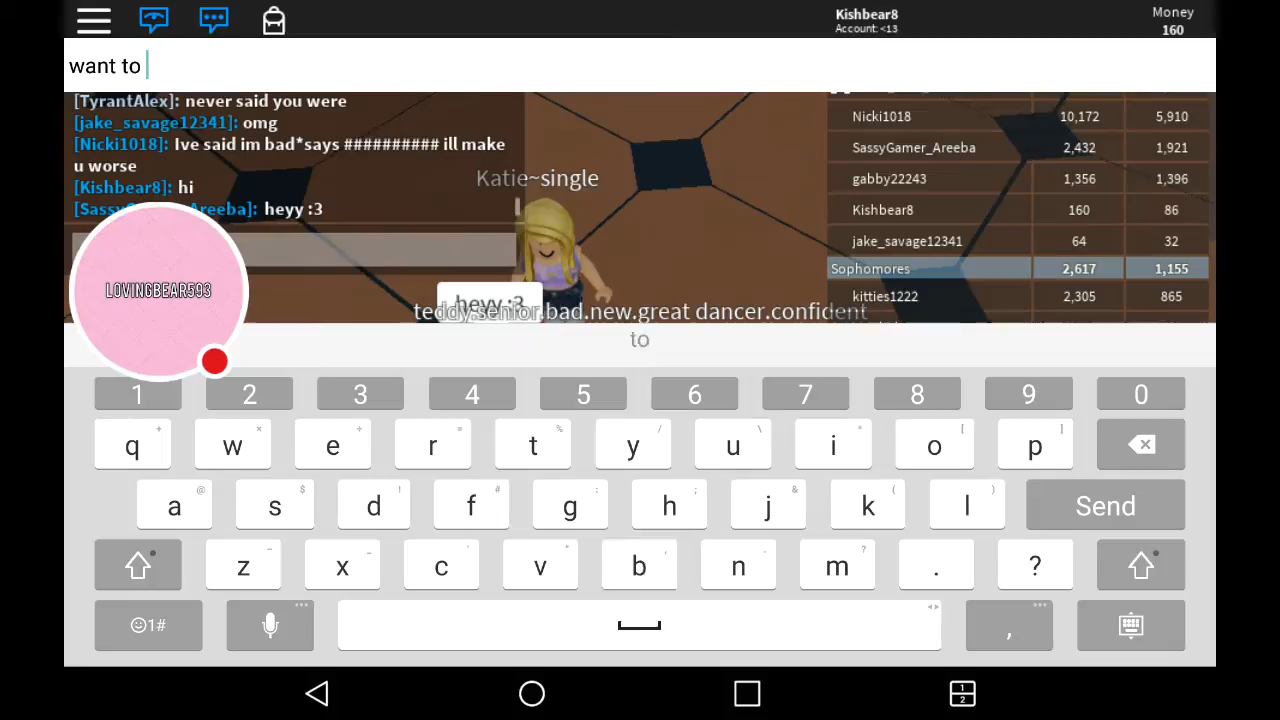 Kishbear8
Account: <13
Money
160
want to
[TyrantAlex]: never said you were
[jake_savage12341]: omg
[Nicki1018]: Ive said im bad*says ########## ill make
u worse
[Kishbear8]: hi
Areeba]: heyy :3
Katie~single
heyy :3
teddy.senior.bad.new.great dancer.confident
LOVINGBEAR593
Nicki1018 10,172 5,910
SassyGamer_Areeba 2,432 1,921
gabby22243 1,356 1,396
Kishbear8 160 86
jake_savage12341 64 32
Sophomores 2,617 1,155
kitties1222 2,305 865
to
1 2 3 4 5 6 7 8 9 0
q w e r t y u i o p
a s d f g h j k l Send
z x c v b n m . ?
☺1# ,
1
2